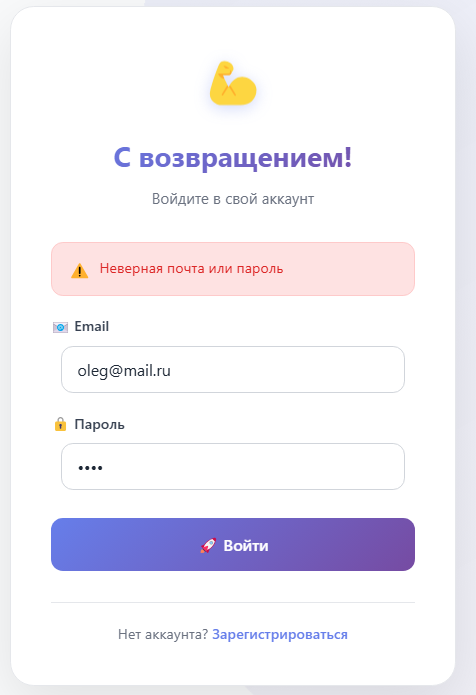 С возвращением!
Войдите в свой аккаунт
Неверная почта или пароль
Email
oleg@mail.ru
Пароль
••••
Войти
Нет аккаунта? Зарегистрироваться